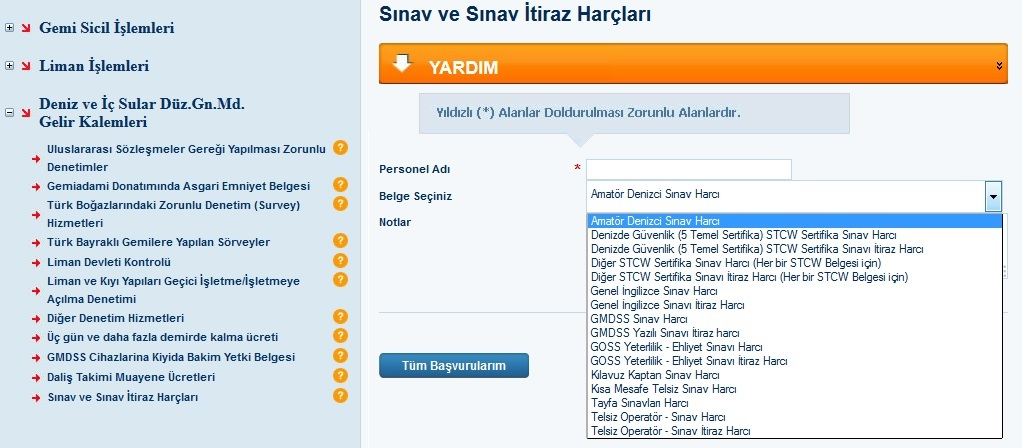 Gemi Sicil İşlemleri
Liman İşlemleri
Deniz ve İç Sular Düz.Gn.Md.
Gelir Kalemleri
Uluslararası Sözleşmeler Gereği Yapılması Zorunlu
Denetimler
Gemiadami Donatımında Asgari Emniyet Belgesi
Türk Boğazlarındaki Zorunlu Denetim (Survey)
Hizmetleri
Türk Bayraklı Gemilere Yapılan Sörveyler
Liman Devleti Kontrolü
Liman ve Kıyı Yapıları Geçici İşletme/İşletmeye
Açılma Denetimi
Diğer Denetim Hizmetleri
Üç gün ve daha fazla demirde kalma ücreti
GMDSS Cihazlarina Kiyida Bakim Yetki Belgesi
Daliş Takimi Muayene Ücretleri
Sınav ve Sınav İtiraz Harçları
Sınav ve Sınav İtiraz Harçları
YARDIM
Yıldızlı (*) Alanlar Doldurulması Zorunlu Alanlardır.
Personel Adı *
Belge Seçiniz Amatör Denizci Sınav Harcı
Notlar
Amatör Denizci Sınav Harcı
Denizde Güvenlik (5 Temel Sertifika) STCW Sertifika Sınav Harcı
Denizde Güvenlik (5 Temel Sertifika) STCW Sertifika Sınavı İtiraz Harcı
Diğer STCW Sertifika Sınav Harcı (Her bir STCW Belgesi için)
Diğer STCW Sertifika Sınavı İtiraz Harcı (Her bir STCW Belgesi için)
Genel İngilizce Sınav Harcı
Genel İngilizce Sınavı İtiraz Harcı
GMDSS Sınav Harcı
GMDSS Yazılı Sınavı İtiraz harcı
GOSS Yeterlilik - Ehliyet Sınavı Harcı
GOSS Yeterlilik - Ehliyet Sınavı İtiraz Harcı
Kılavuz Kaptan Sınav Harcı
Kısa Mesafe Telsiz Sınav Harcı
Tayfa Sınavları Harcı
Telsiz Operatör - Sınav Harcı
Telsiz Operatör - Sınav İtiraz Harcı
Tüm Başvurularım